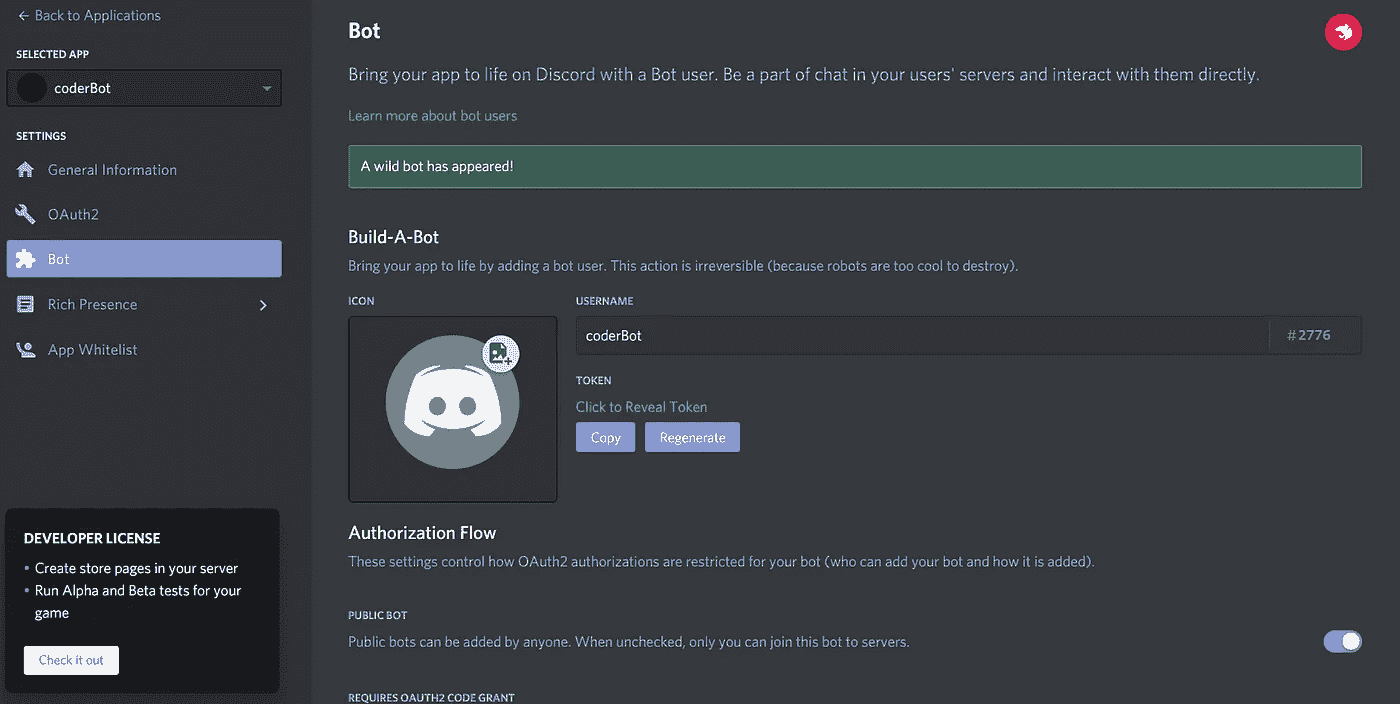 ← Back to Applications
SELECTED APP
coderBot
SETTINGS
General Information
OAuth2
Bot
Rich Presence
App Whitelist
DEVELOPER LICENSE
• Create store pages in your server
• Run Alpha and Beta tests for your
game
Check it out
Bot
Bring your app to life on Discord with a Bot user. Be a part of chat in your users' servers and interact with them directly.
Learn more about bot users
A wild bot has appeared!
Build-A-Bot
Bring your app to life by adding a bot user. This action is irreversible (because robots are too cool to destroy).
ICON
USERNAME
coderBot #2776
TOKEN
Click to Reveal Token
Copy Regenerate
Authorization Flow
These settings control how OAuth2 authorizations are restricted for your bot (who can add your bot and how it is added).
PUBLIC BOT
Public bots can be added by anyone. When unchecked, only you can join this bot to servers.
REQUIRES OAUTH2 CODE GRANT